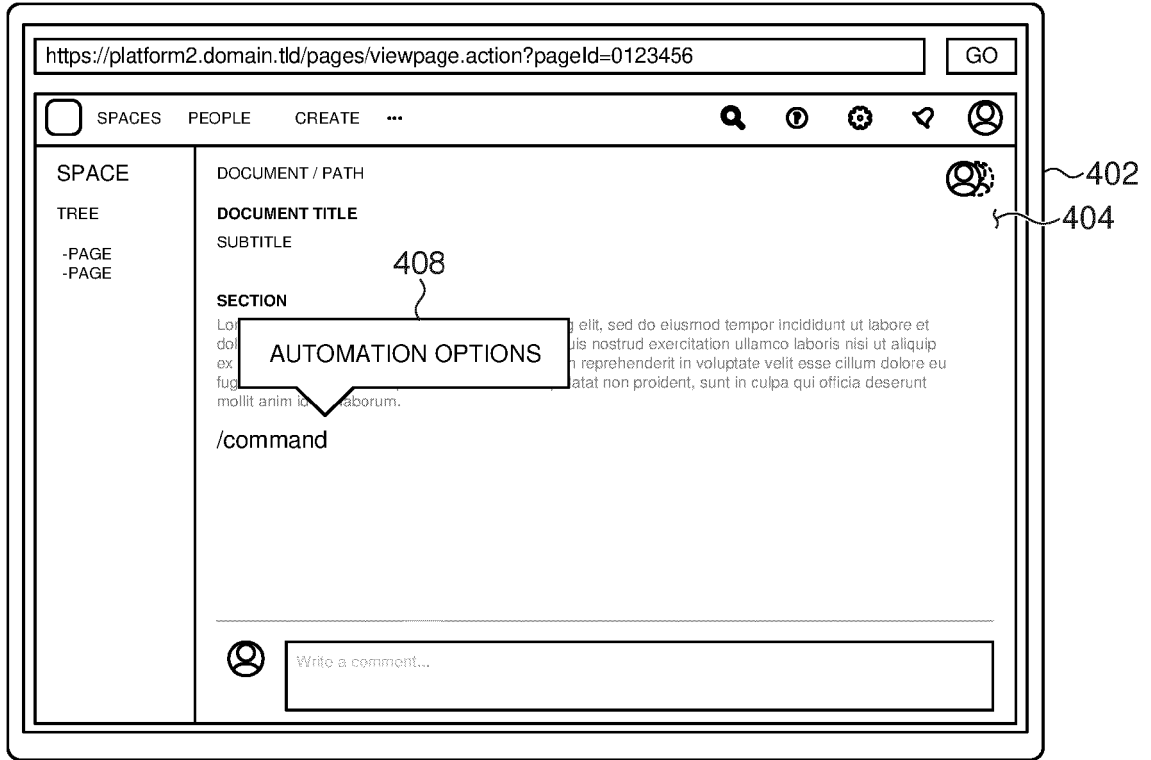 https://platform2.domain.tld/pages/viewpage.action?pageId=0123456
GO
SPACES PEOPLE CREATE •••
SPACE
TREE
-PAGE
-PAGE
DOCUMENT / PATH
DOCUMENT TITLE
SUBTITLE
402
404
408
SECTION
elit, sed do eiusmod tempor incididunt ut labore et
nostrud exercitation ullamco laboris nisi ut aliquip
ex reprehenderit in voluptate velit esse cillum dolore eu
non proident, sunt in culpa qui officia deserunt
mollit anim
AUTOMATION OPTIONS
/command
Write a comment...